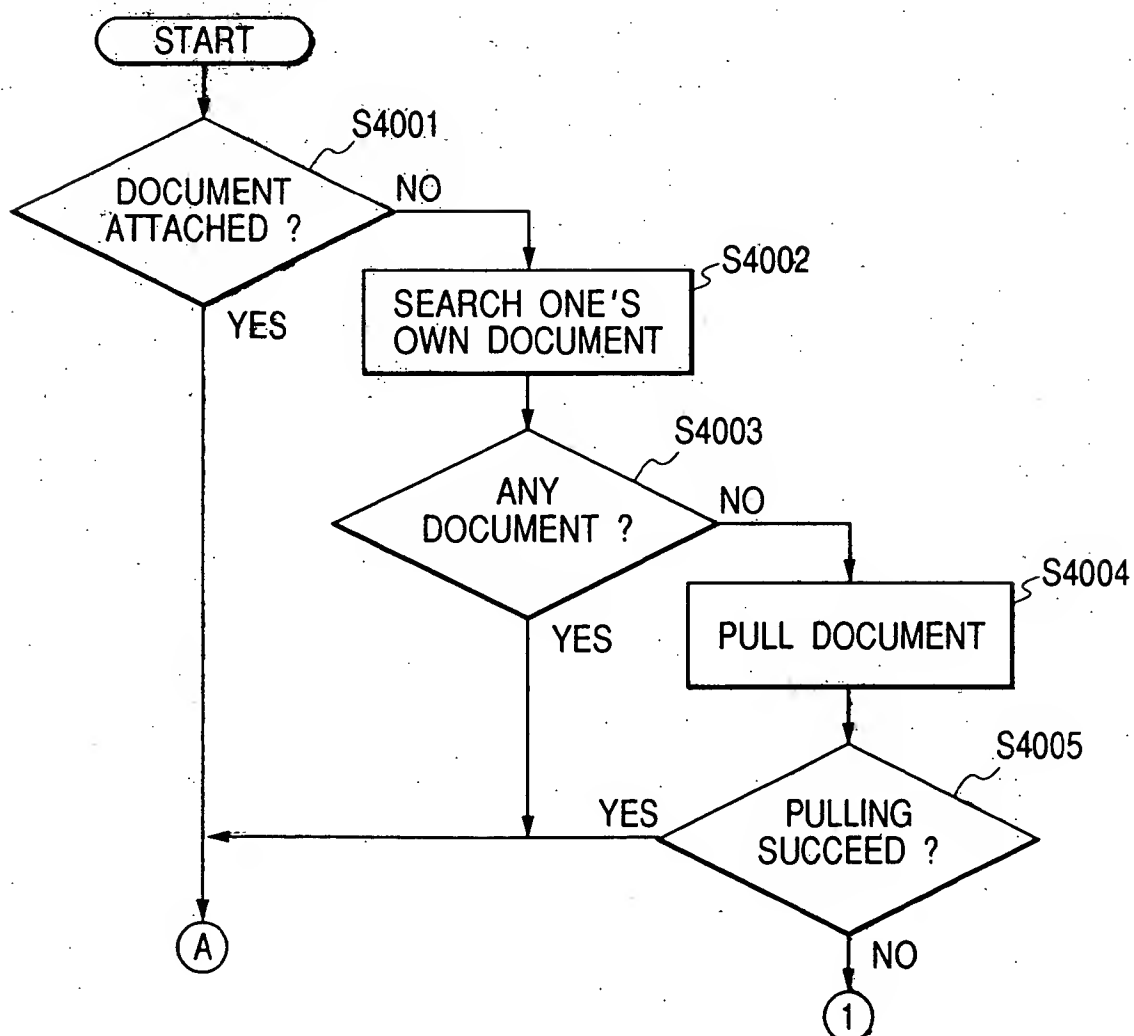 START
S4001
DOCUMENT
ATTACHED ?
NO
YES
S4002
SEARCH ONE'S
OWN DOCUMENT
S4003
ANY
DOCUMENT ?
NO
YES
S4004
PULL DOCUMENT
S4005
PULLING
SUCCEED ?
YES
NO
A
1